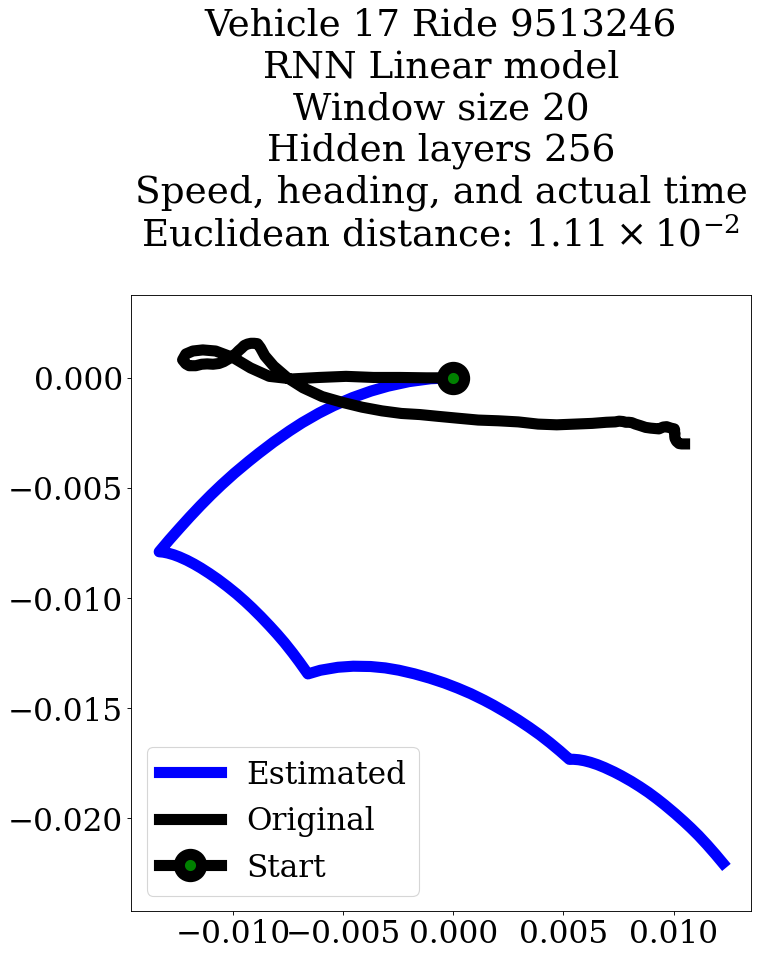 Vehicle 17 Ride 9513246
RNN Linear model
Window size 20
Hidden layers 256
Speed, heading, and actual time
Euclidean distance: 1.11 × 10⁻²
0.000
−0.005
−0.010
−0.015
−0.020
Estimated
Original
Start
−0.010 −0.005 0.000 0.005 0.010